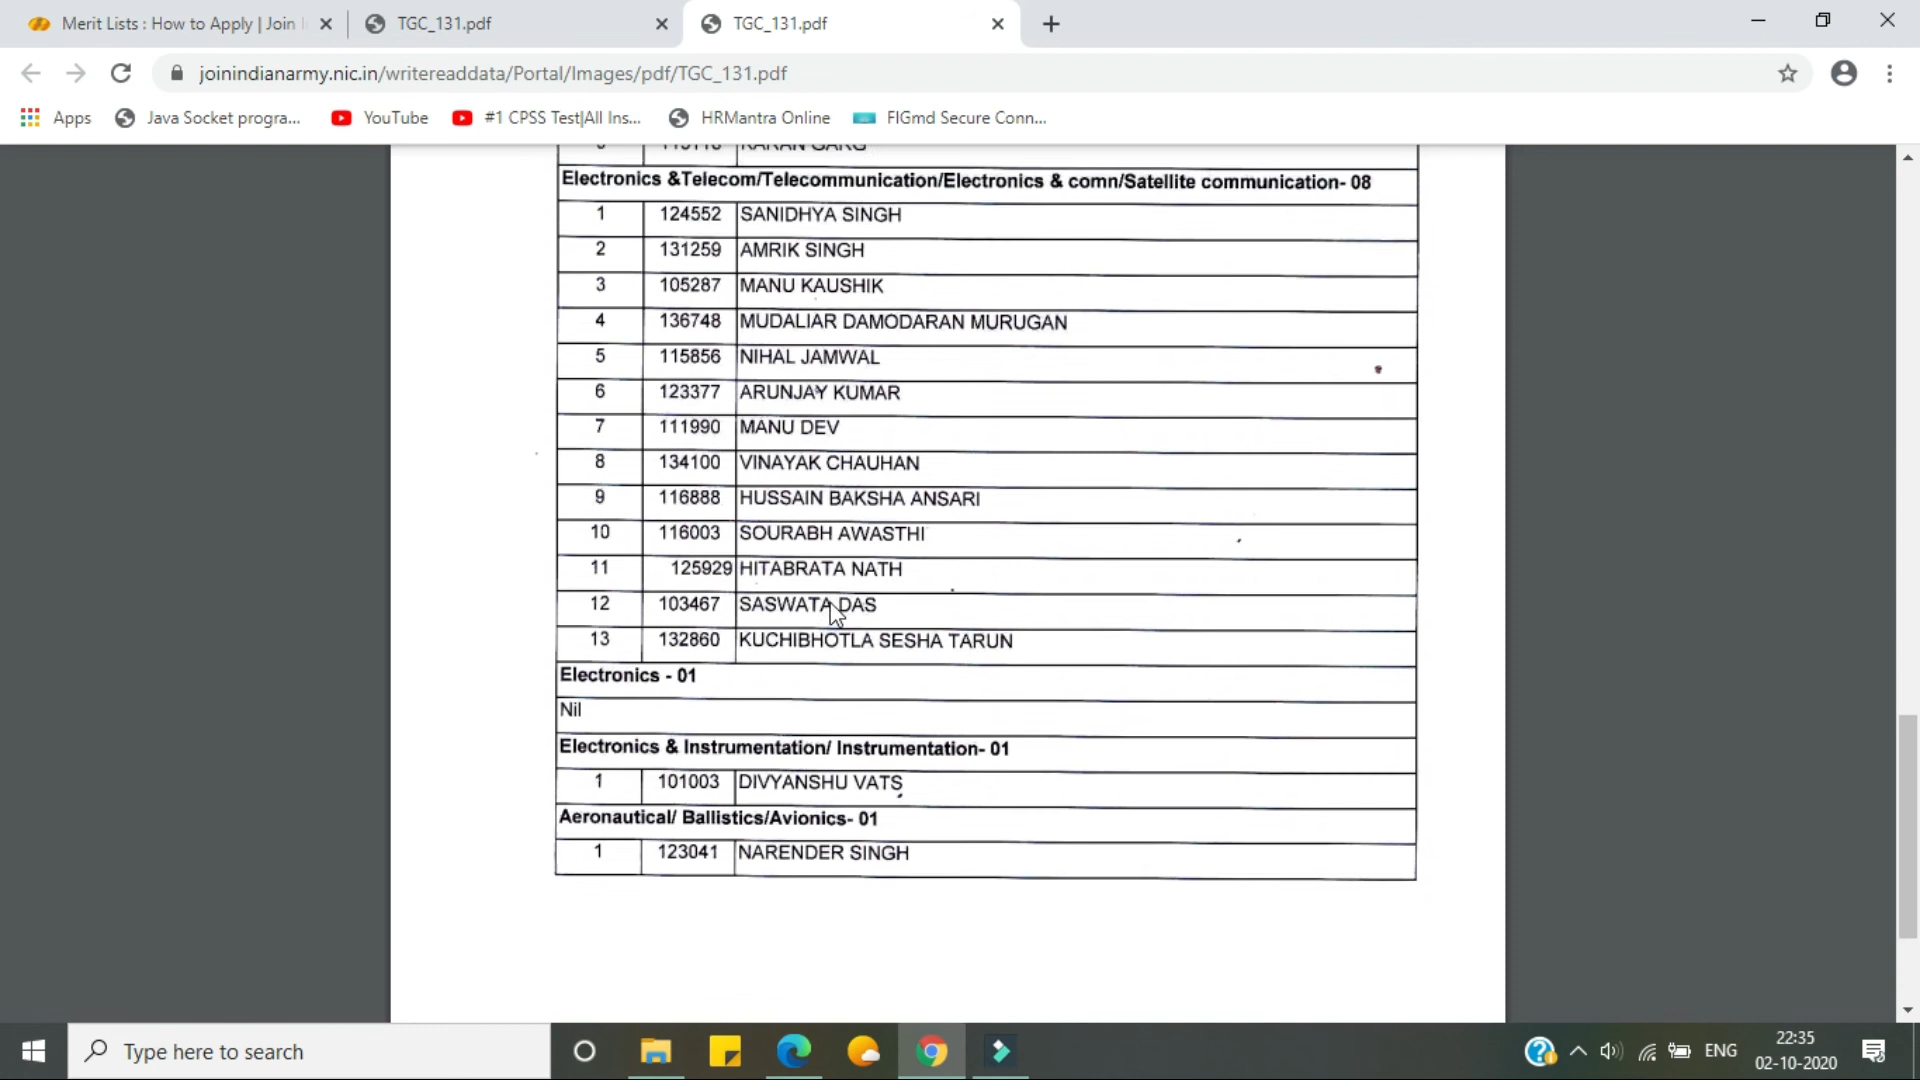 Merit Lists : How to Apply | Join
TGC_131.pdf
TGC_131.pdf
joinindianarmy.nic.in/writereaddata/Portal/Images/pdf/TGC_131.pdf
Apps
Java Socket progra...
YouTube
#1 CPSS Test|All Ins...
HRMantra Online
FIGmd Secure Conn...
Electronics &Telecom/Telecommunication/Electronics & comn/Satellite communication- 08
1 124552 SANIDHYA SINGH
2 131259 AMRIK SINGH
3 105287 MANU KAUSHIK
4 136748 MUDALIAR DAMODARAN MURUGAN
5 115856 NIHAL JAMWAL
6 123377 ARUNJAY KUMAR
7 111990 MANU DEV
8 134100 VINAYAK CHAUHAN
9 116888 HUSSAIN BAKSHA ANSARI
10 116003 SOURABH AWASTHI
11 125929 HITABRATA NATH
12 103467 SASWATA DAS
13 132860 KUCHIBHOTLA SESHA TARUN
Electronics - 01
Nil
Electronics & Instrumentation/ Instrumentation- 01
1 101003 DIVYANSHU VATS
Aeronautical/ Ballistics/Avionics- 01
1 123041 NARENDER SINGH
Type here to search
ENG
22:35
02-10-2020